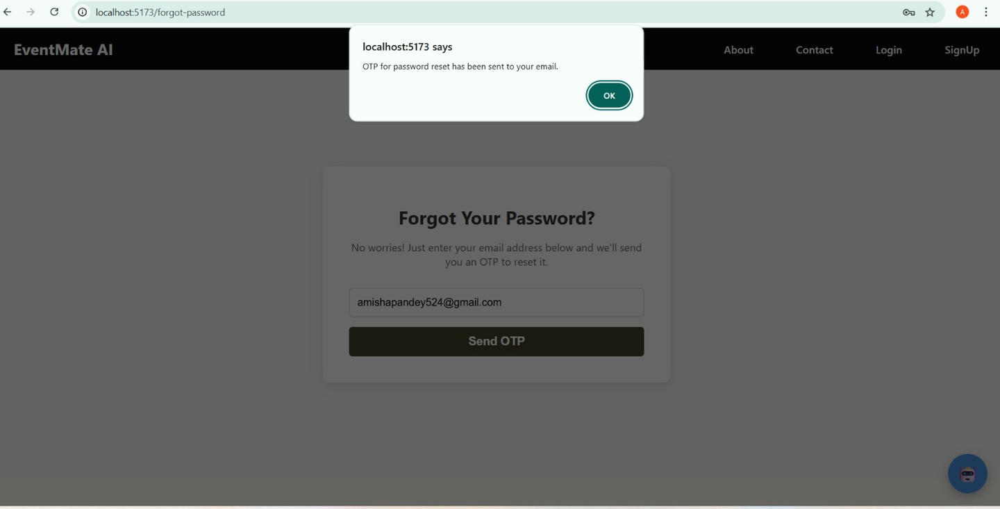 localhost:5173/forgot-password
A
EventMate AI
About
Contact
Login
SignUp
localhost:5173 says
OTP for password reset has been sent to your email.
OK
Forgot Your Password?
No worries! Just enter your email address below and we'll send
you an OTP to reset it.
amishapandey524@gmail.com
Send OTP